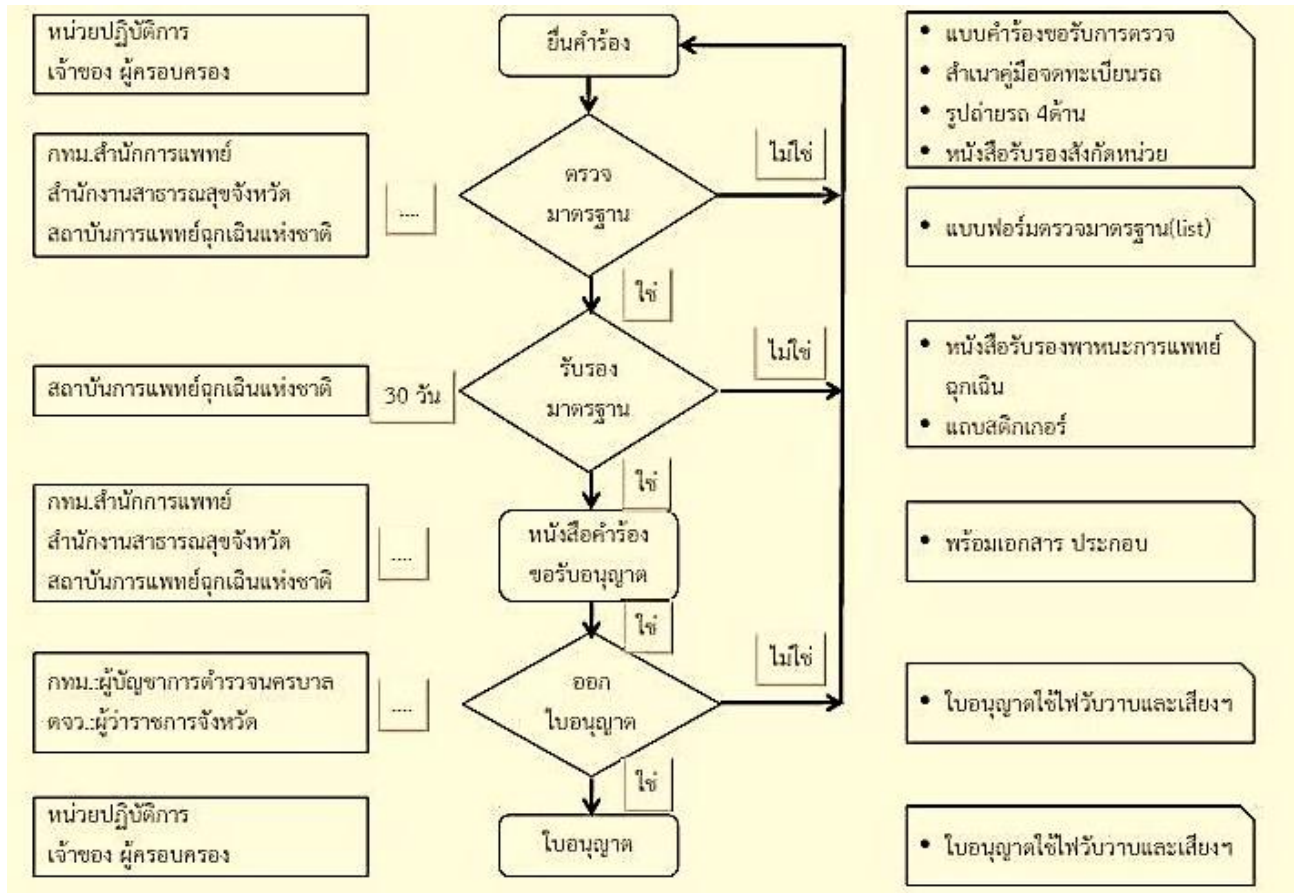 หน่วยปฏิบัติการ
เจ้าของ ผู้ครอบครอง
ยื่นคำร้อง
แบบคำร้องขอรับการตรวจ
สำเนาคู่มือจดทะเบียนรถ
รูปถ่ายรถ 4ด้าน
หนังสือรับรองสังกัดหน่วย
กทม.สำนักการแพทย์
สำนักงานสาธารณสุขจังหวัด
สถาบันการแพทย์ฉุกเฉินแห่งชาติ
....
ตรวจ
มาตรฐาน
ไม่ใช่
แบบฟอร์มตรวจมาตรฐาน(list)
ใช่
สถาบันการแพทย์ฉุกเฉินแห่งชาติ
30 วัน
รับรอง
มาตรฐาน
ไม่ใช่
หนังสือรับรองพาหนะการแพทย์
ฉุกเฉิน
แถบสติกเกอร์
ใช่
กทม.สำนักการแพทย์
สำนักงานสาธารณสุขจังหวัด
สถาบันการแพทย์ฉุกเฉินแห่งชาติ
....
หนังสือคำร้อง
ขอรับอนุญาต
พร้อมเอกสาร ประกอบ
ใช่
กทม.:ผู้บัญชาการตำรวจนครบาล
ตจว.:ผู้ว่าราชการจังหวัด
....
ออก
ใบอนุญาต
ไม่ใช่
ใบอนุญาตใช้ไฟวับวาบและเสียงฯ
ใช่
หน่วยปฏิบัติการ
เจ้าของ ผู้ครอบครอง
ใบอนุญาต
ใบอนุญาตใช้ไฟวับวาบและเสียงฯ